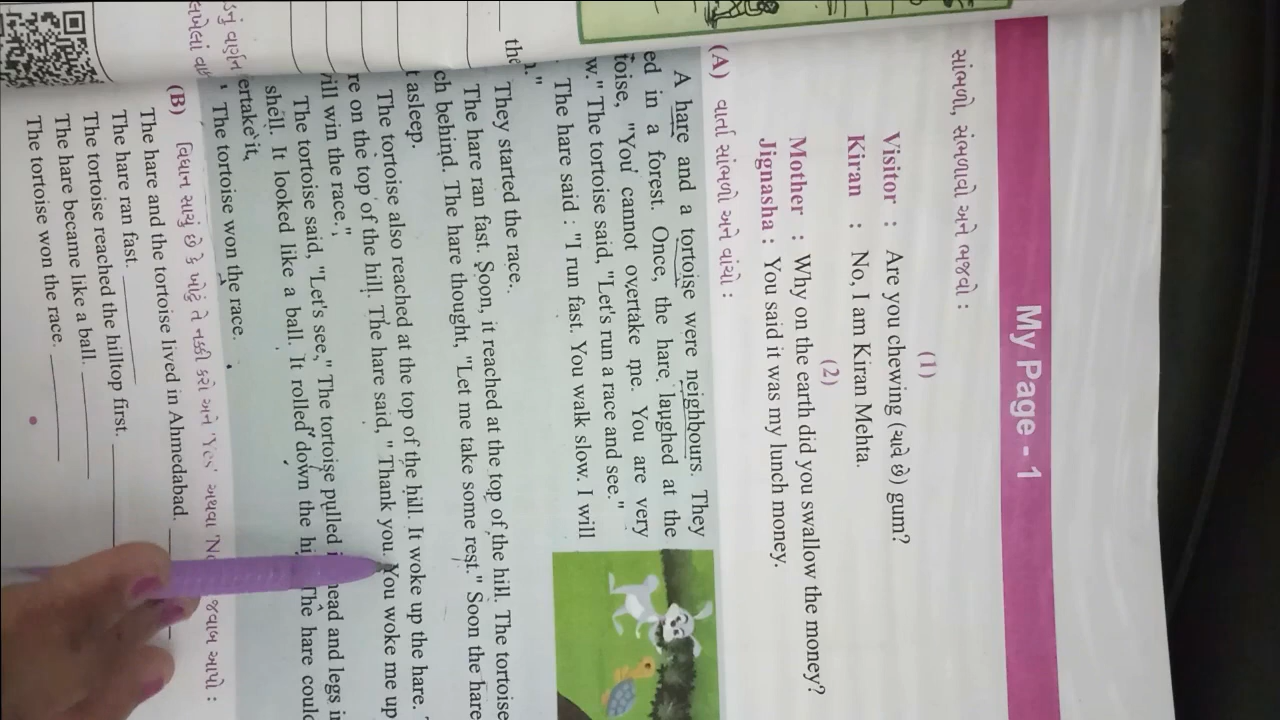 My Page - 1
સાંભળો, સંભળાવો અને ભજવો :
(1)
Visitor : Are you chewing (ચાવે છે) gum?
Kiran : No, I am Kiran Mehta.
(2)
Mother : Why on the earth did you swallow the money?
Jignasha : You said it was my lunch money.
(A) વાર્તા સાંભળો અને વાંચો :
A hare and a tortoise were neighbours. They
ed in a forest. Once, the hare laughed at the
toise, "You cannot overtake me. You are very
w." The tortoise said, "Let's run a race and see."
The hare said : "I run fast. You walk slow. I will
the
They started the race.
The hare ran fast. Soon, it reached at the top of the hill. The tortoise
ch behind. The hare thought, "Let me take some rest." Soon the hare
t asleep.
The tortoise also reached at the top of the hill. It woke up the hare.
re on the top of the hill. The hare said, " Thank you. You woke me up
ill win the race."
The tortoise said, "Let's see," The tortoise pulled head and legs
shell. It looked like a ball. It rolled down the The hare could
ertake it,
The tortoise won the race.
(B) વિધાન સાચું છે કે ખોટું તે નક્કી કરો અને 'Yes' અથવા જવાબ આપો :
The hare and the tortoise lived in Ahmedabad.
The hare ran fast.
The tortoise reached the hilltop first.
The hare became like a ball.
The tortoise won the race.